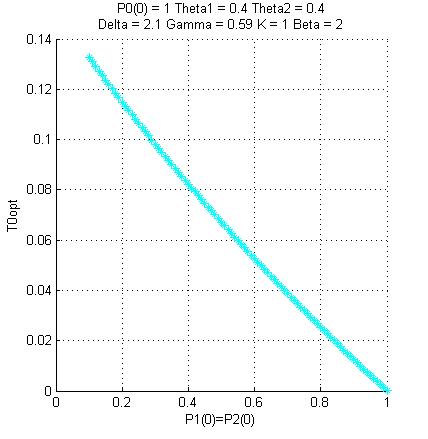 P0(0) = 1 Theta1 = 0.4 Theta2 = 0.4
Delta = 2.1 Gamma = 0.59 K = 1 Beta = 2
0.14
0.12
0.1
0.08
0.06
0.04
0.02
0
T0opt
0 0.2 0.4 0.6 0.8 1
P1(0)=P2(0)